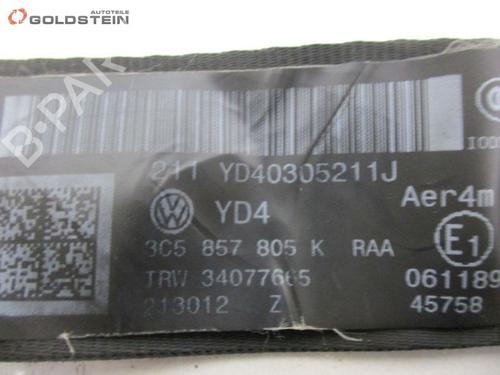 AUTOTEILE
GOLDSTEIN
B-PARTS
211 YD40305211J
YD4
Aer4m
3C5 857 805 K RAA
E1
TRW 34077665
061189
213012 Z
45758